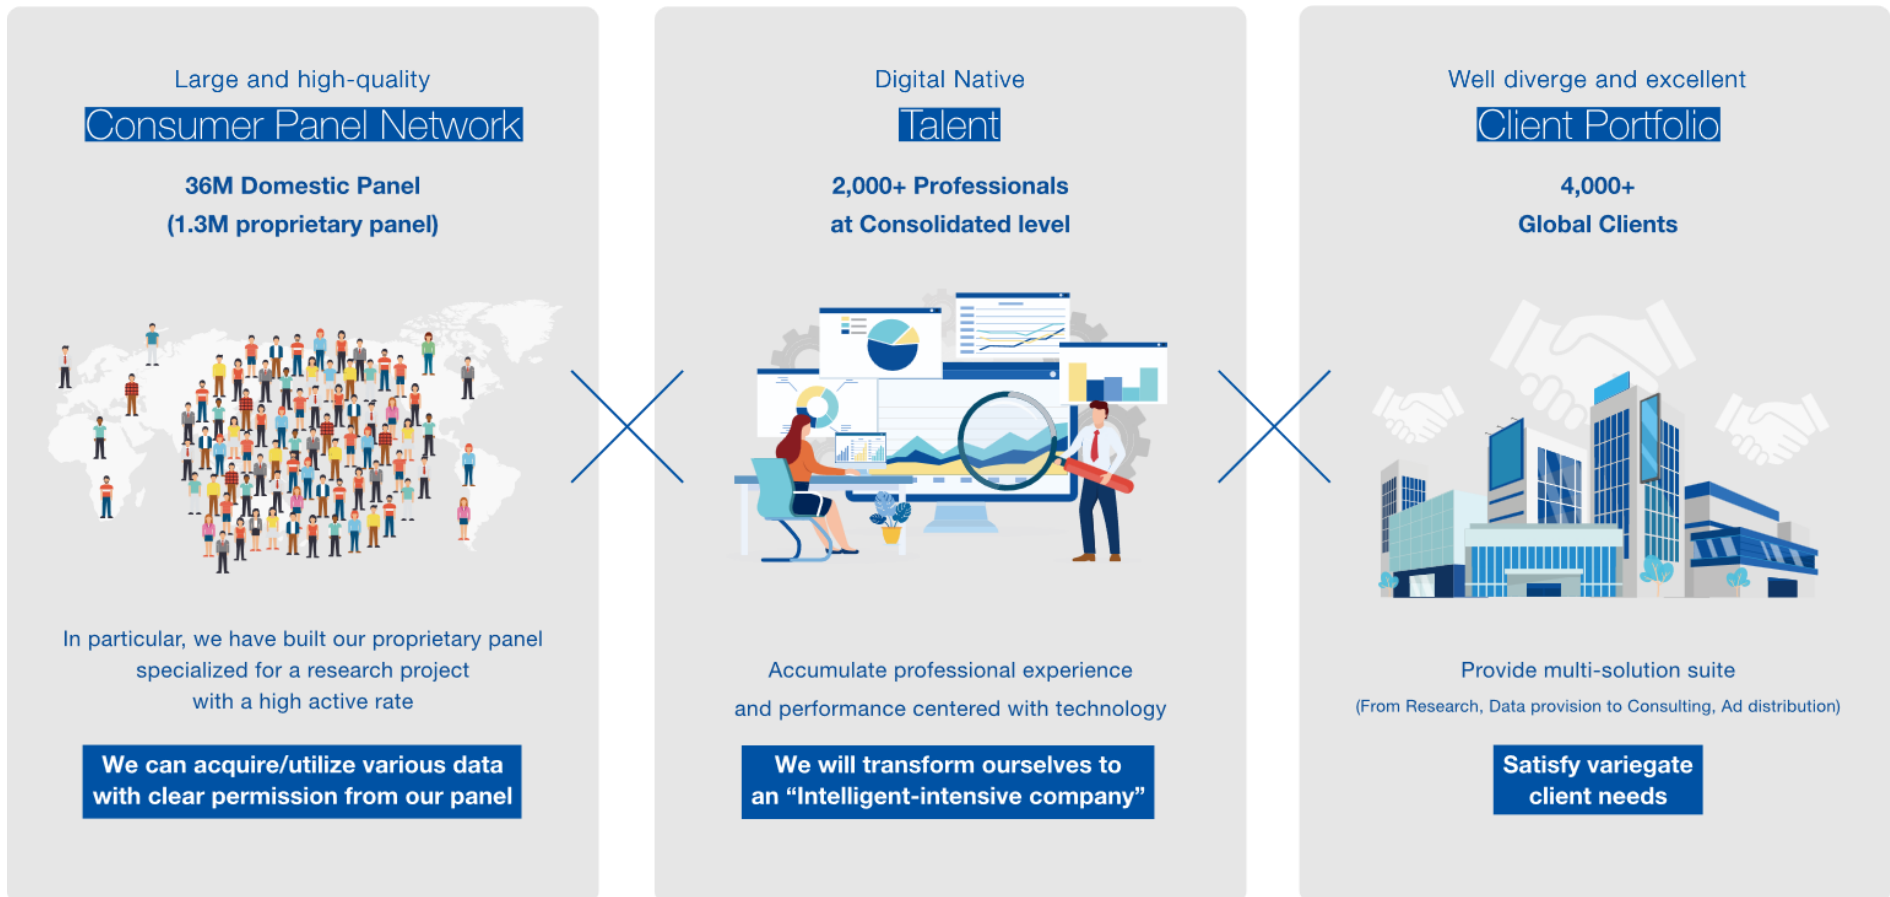 Large and high-quality
Consumer Panel Network
36M Domestic Panel
(1.3M proprietary panel)
In particular, we have built our proprietary panel
specialized for a research project
with a high active rate
We can acquire/utilize various data
with clear permission from our panel
Digital Native
Talent
2,000+ Professionals
at Consolidated level
Accumulate professional experience
and performance centered with technology
We will transform ourselves to
an “Intelligent-intensive company”
Well diverge and excellent
Client Portfolio
4,000+
Global Clients
Provide multi-solution suite
(From Research, Data provision to Consulting, Ad distribution)
Satisfy variegate
client needs